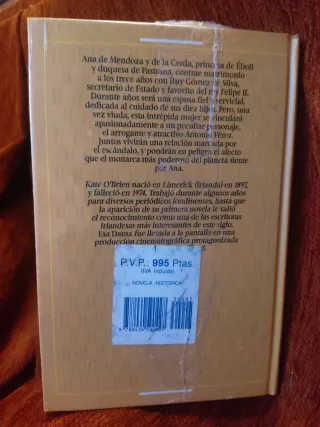 Ana de Mendoza y de la Cerda, princesa de Éboli
y duquesa de Pastrana, contrae matrimonio
a los trece años con Ruy Gómez de Silva,
secretario de Estado y favorito del rey Felipe II.
Durante años será una esposa fiel y servicial,
dedicada al cuidado de sus diez hijos. Pero, una
vez viuda, esta intrépida mujer se vinculará
apasionadamente a un peculiar personaje,
el arrogante y atractivo Antonio Pérez.
Juntos vivirán una relación marcada por
el escándalo, y pondrán en peligro el afecto
que el monarca más poderoso del planeta siente
por Ana.
Kate O'Brien nació en Limerick (Irlanda) en 1897,
y falleció en 1974. Trabajó durante algunos años
para diversos periódicos londinenses, hasta que
la aparición de su primera novela le valió
el reconocimiento como una de las escritoras
irlandesas más interesantes de este siglo.
Esa Dama fue llevada a la pantalla en una
producción cinematográfica protagonizada
P.V.P.: 995 Ptas.
(IVA incluido)
NOVELA HISTORICA